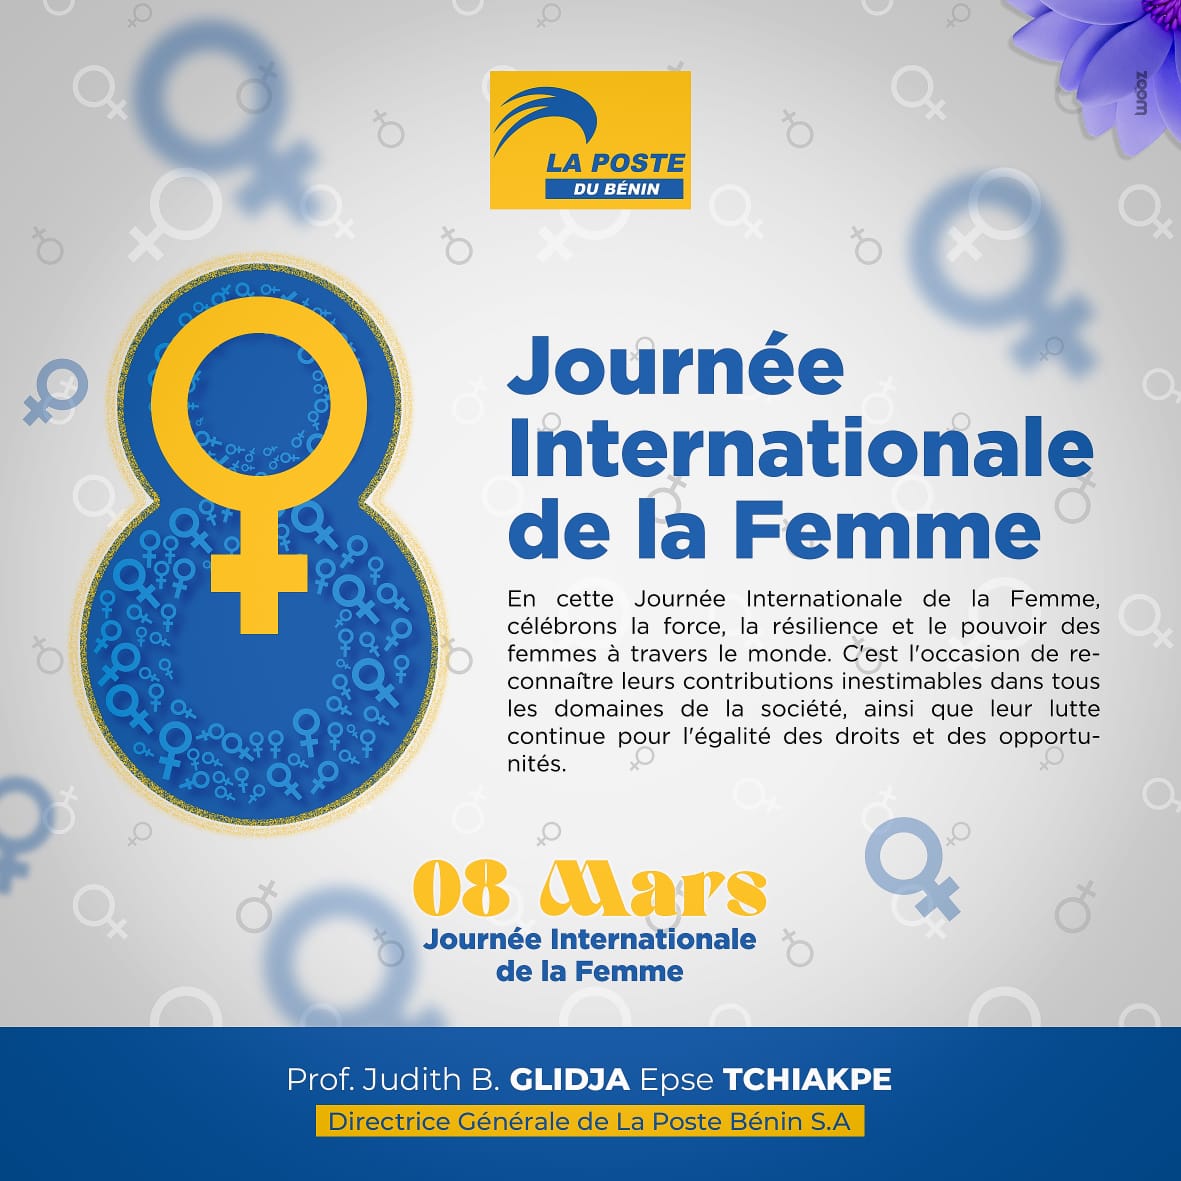 zoom
LA POSTE
DU BÉNIN
Journée
Internationale
de la Femme
En cette Journée Internationale de la Femme,
célébrons la force, la résilience et le pouvoir des
femmes à travers le monde. C'est l'occasion de re-
connaître leurs contributions inestimables dans tous
les domaines de la société, ainsi que leur lutte
continue pour l'égalité des droits et des opportu-
nités.
08 Mars
Journée Internationale
de la Femme
Prof. Judith B. GLIDJA Epse TCHIAKPE
Directrice Générale de La Poste Bénin S.A